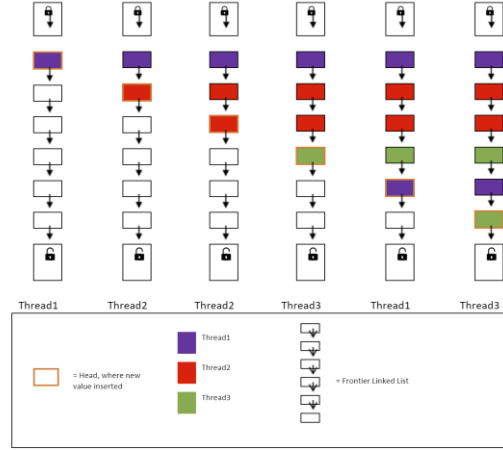 Thread1 Thread2 Thread2 Thread3 Thread1 Thread3
Thread1
= Head, where new
value inserted
Thread2
= Frontier Linked List
Thread3